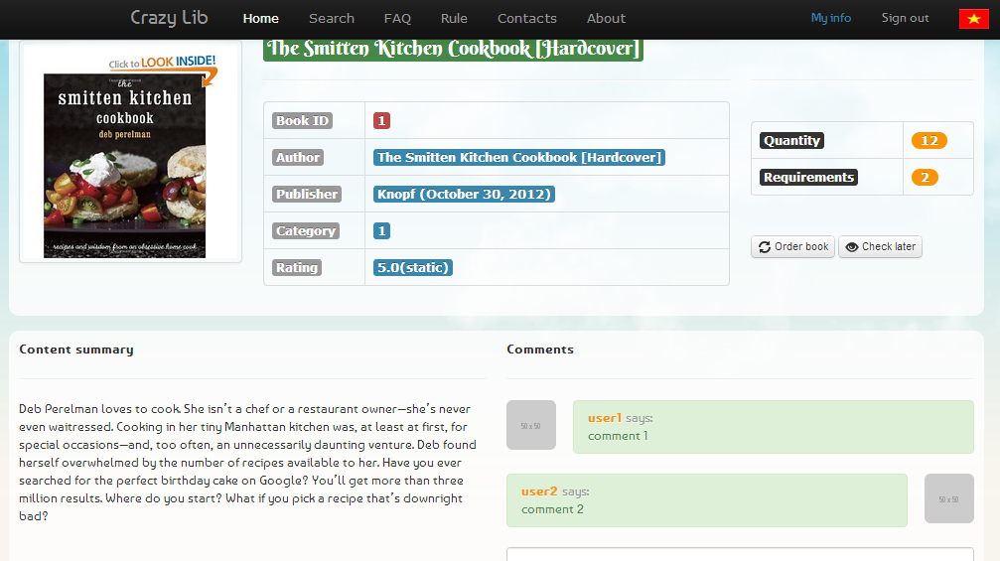 Crazy Lib Home Search FAQ Rule Contacts About My info Sign out
The Smitten Kitchen Cookbook [Hardcover]
Click to LOOK INSIDE!
the
smitten kitchen
cookbook
deb perelman
recipes and wisdom from an obsessive home cook
Book ID 1
Author The Smitten Kitchen Cookbook [Hardcover]
Publisher Knopf (October 30, 2012)
Category 1
Rating 5.0(static)
Quantity 12
Requirements 2
Order book Check later
Content summary
Deb Perelman loves to cook. She isn't a chef or a restaurant owner—she's never
even waitressed. Cooking in her tiny Manhattan kitchen was, at least at first, for
special occasions—and, too often, an unnecessarily daunting venture. Deb found
herself overwhelmed by the number of recipes available to her. Have you ever
searched for the perfect birthday cake on Google? You'll get more than three
million results. Where do you start? What if you pick a recipe that's downright
bad?
Comments
50 x 50
user1 says:
comment 1
user2 says:
comment 2
50 x 50